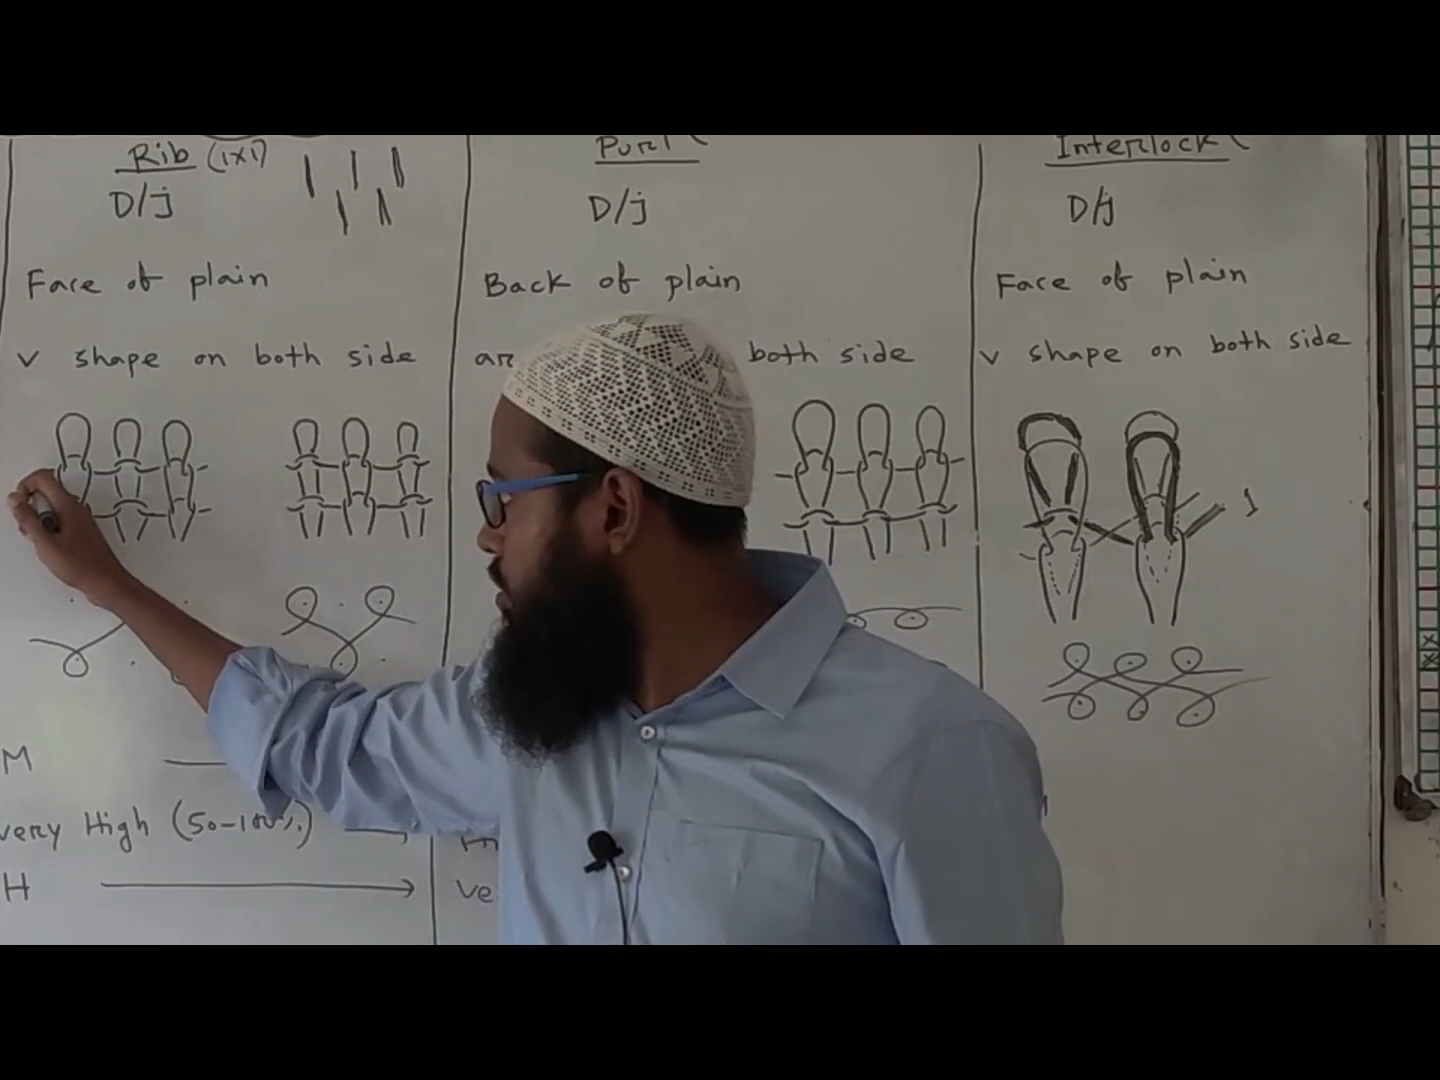 Rib (1x1)
D/j
Face of plain
v shape on both side
M
very High (50-100%)
H
Purl
D/j
Back of plain
both side
Interlock
D/j
Face of plain
v shape on both side
1